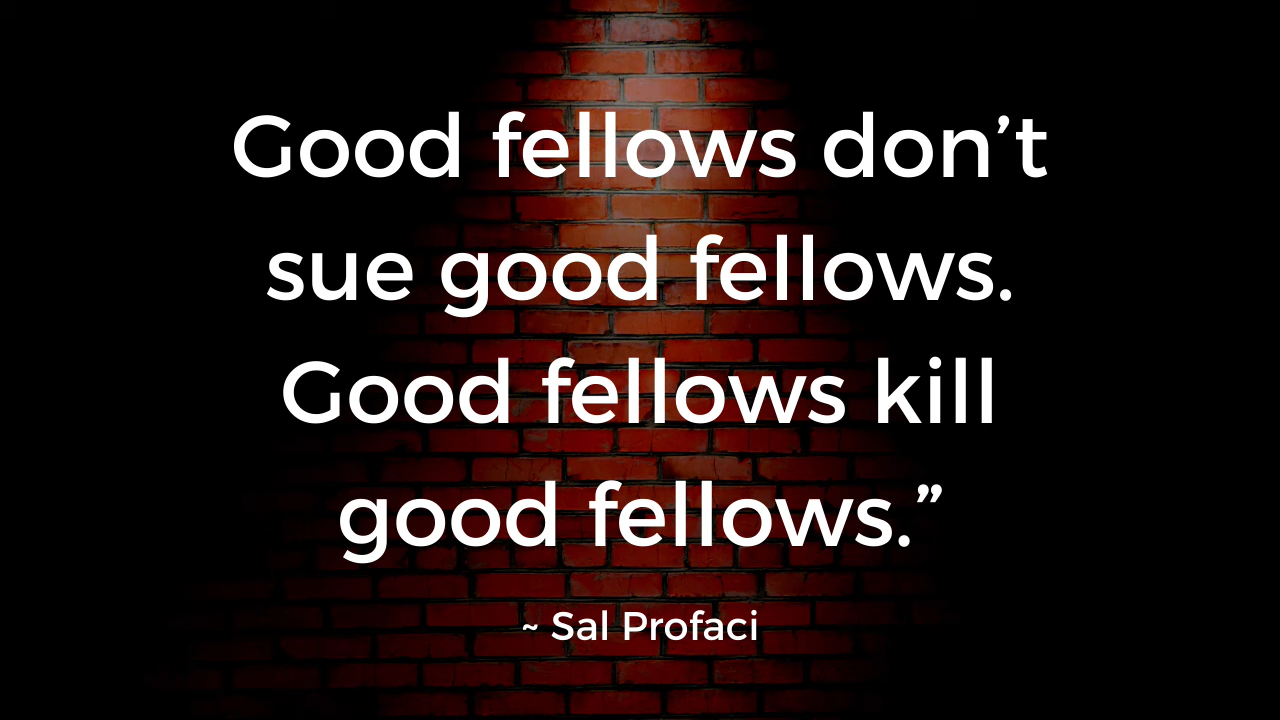 Good fellows don’t
sue good fellows.
Good fellows kill
good fellows.”
~ Sal Profaci